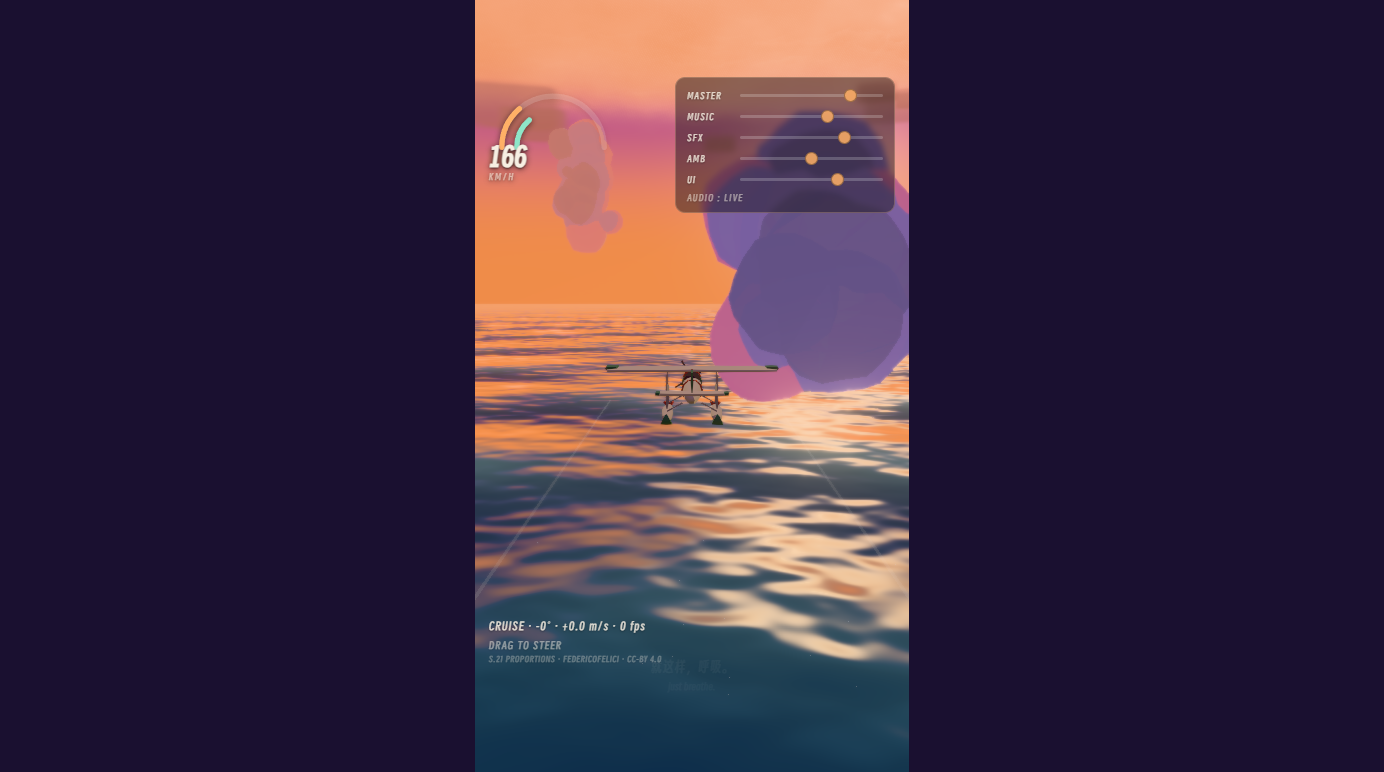 MASTER
MUSIC
SFX
AMB
UI
AUDIO : LIVE
166
KM/H
CRUISE · -0° · +0.0 m/s · 0 fps
DRAG TO STEER
S.21 PROPORTIONS · FEDERICOFELICI · CC-BY 4.0